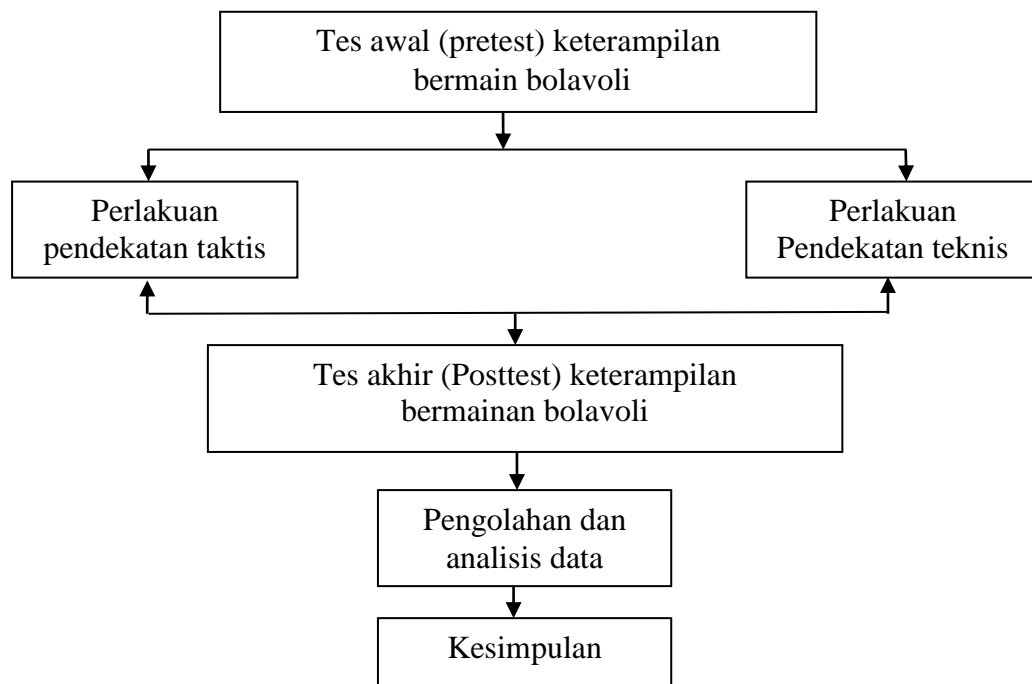 Tes awal (pretest) keterampilan
bermain bolavoli
Perlakuan
pendekatan taktis
Perlakuan
Pendekatan teknis
Tes akhir (Posttest) keterampilan
bermainan bolavoli
Pengolahan dan
analisis data
Kesimpulan